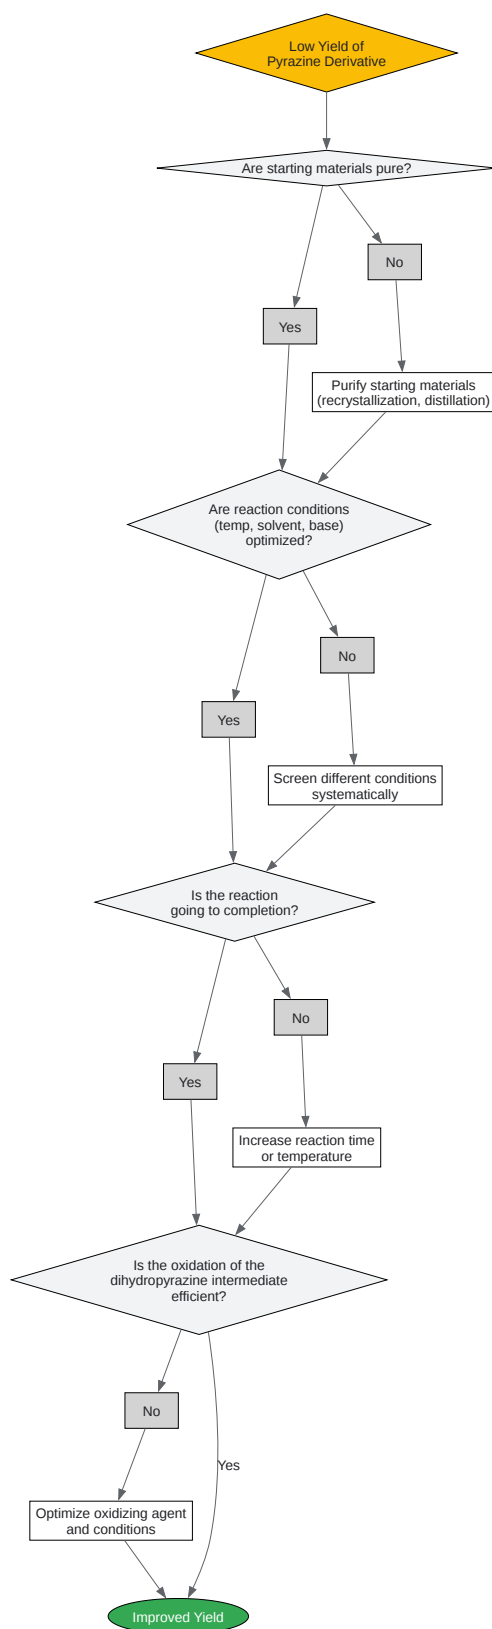 Low Yield of
Pyrazine Derivative
Are starting materials pure?
No
Yes
Purify starting materials
(recrystallization, distillation)
Are reaction conditions
(temp, solvent, base)
optimized?
No
Yes
Screen different conditions
systematically
Is the reaction
going to completion?
No
Yes
Increase reaction time
or temperature
Is the oxidation of the
dihydropyrazine intermediate
efficient?
No
Yes
Optimize oxidizing agent
and conditions
Improved Yield